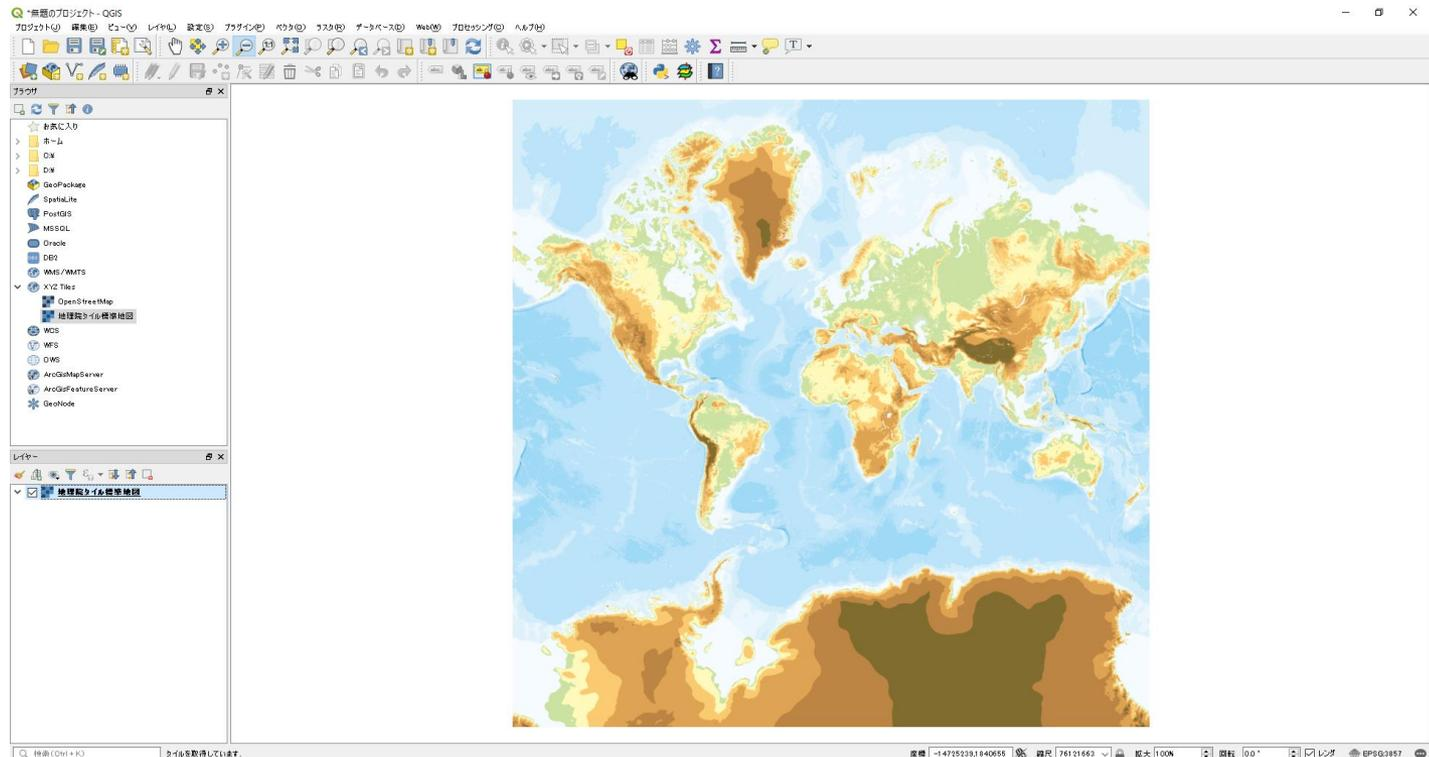 *無題のプロジェクト - QGIS
プロジェクト(J) 編集(E) ビュー(V) レイヤ(L) 設定(S) プラグイン(P) ベクタ(O) ラスタ(R) データベース(D) Web(W) プロセッシング(C) ヘルプ(H)
ブラウザ
お気に入り
ホーム
C:¥
D:¥
GeoPackage
SpatiaLite
PostGIS
MSSQL
Oracle
DB2
WMS/WMTS
XYZ Tiles
OpenStreetMap
地理院タイル標準地図
WCS
WFS
OWS
ArcGisMapServer
ArcGisFeatureServer
GeoNode
レイヤー
地理院タイル標準地図
検索(Ctrl + K) タイルを取得しています. 座標 -14725239,1840655 縮尺 76121663 拡大 100% 回転 0.0 ° レンダ EPSG:3857